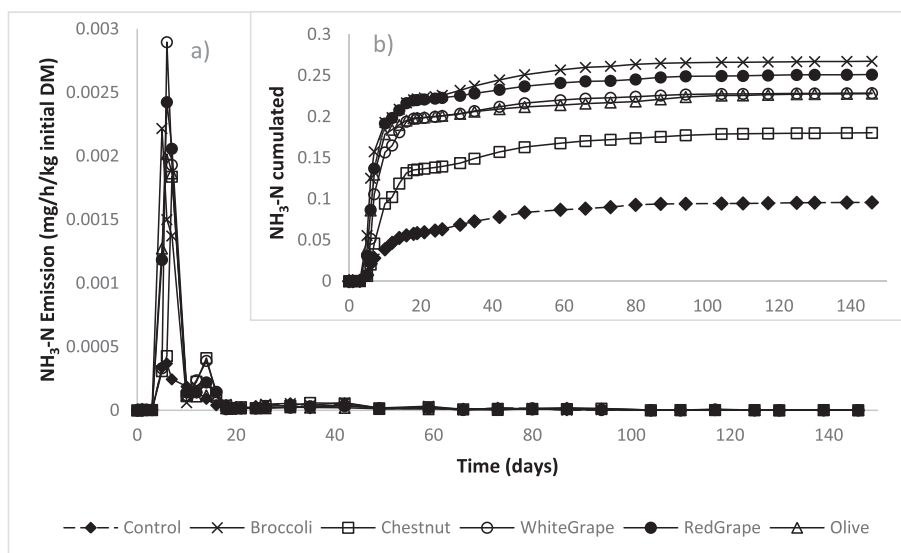 a)
NH₃-N Emission (mg/h/kg initial DM)
0.003
0.0025
0.002
0.0015
0.001
0.0005
0
0 20 40 60 80 100 120 140
Time (days)
b)
NH₃-N cumulated
0.3
0.25
0.2
0.15
0.1
0.05
0
0 20 40 60 80 100 120 140
Control Broccoli Chestnut WhiteGrape RedGrape Olive